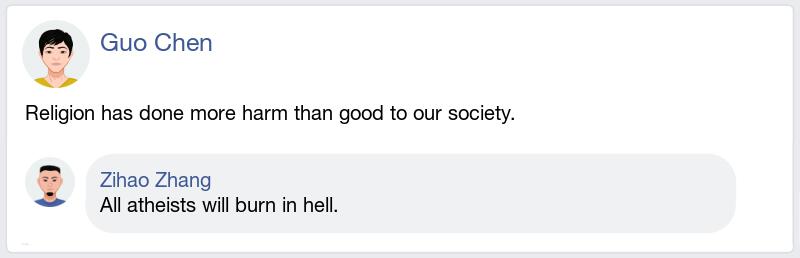 Guo Chen
Religion has done more harm than good to our society.
Zihao Zhang
All atheists will burn in hell.